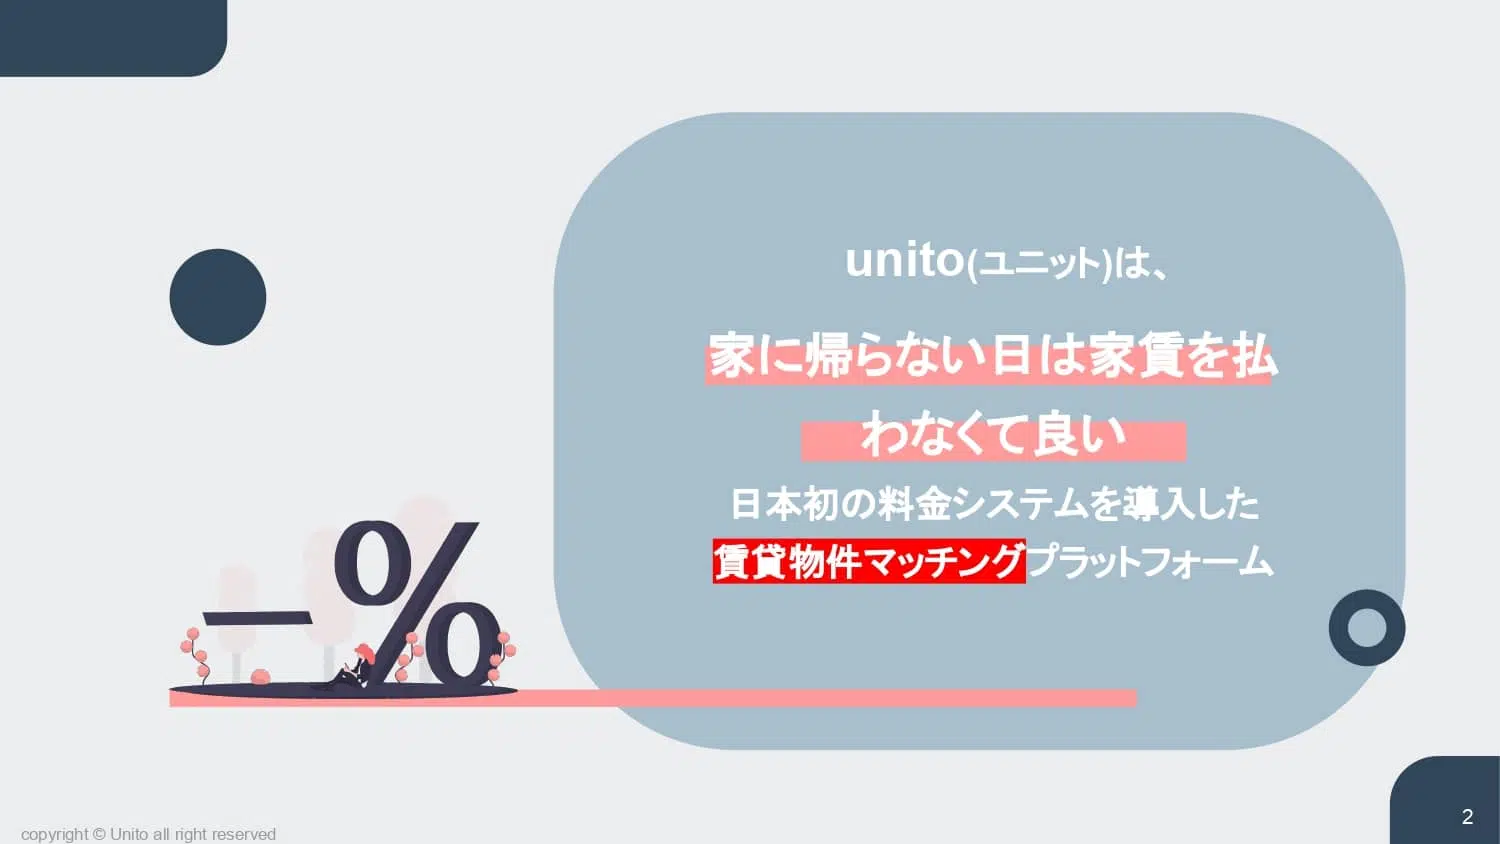 unito(ユニット)は、
家に帰らない日は家賃を払
わなくて良い
日本初の料金システムを導入した
賃貸物件マッチングプラットフォーム
-%
copyright © Unito all right reserved
2